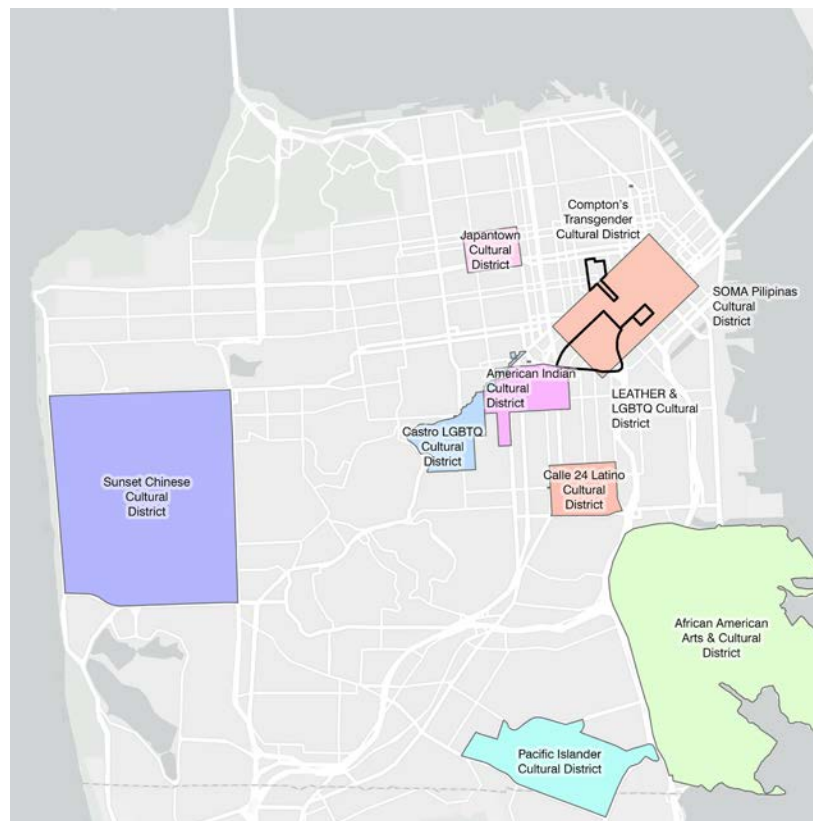 Compton's
Transgender
Cultural District
Japantown
Cultural
District
SOMA Pilipinas
Cultural
District
American Indian
Cultural
District
LEATHER &
LGBTQ Cultural
District
Castro LGBTQ
Cultural
District
Calle 24 Latino
Cultural
District
Sunset Chinese
Cultural
District
African American
Arts & Cultural
District
Pacific Islander
Cultural District